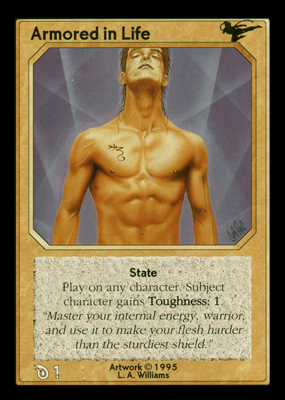 Armored in Life
State
Play on any character. Subject
character gains Toughness: 1.
"Master your internal energy, warrior,
and use it to make your flesh harder
than the sturdiest shield."
1
Artwork © 1995
L. A. Williams